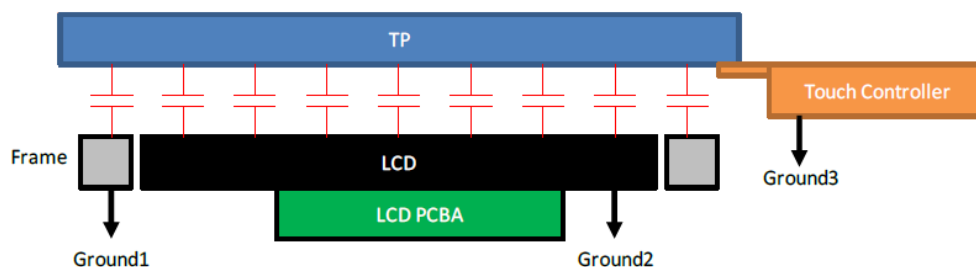 TP
Touch Controller
Frame
LCD
Ground3
LCD PCBA
Ground1
Ground2